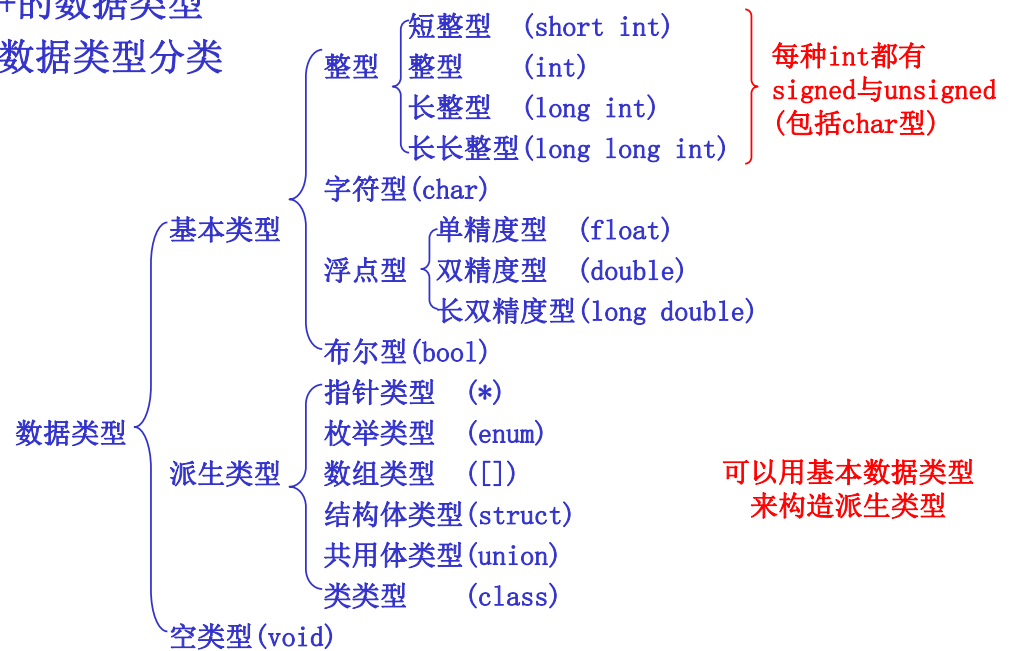 +的数据类型
数据类型分类
短整型 (short int)
整型 (int)
长整型 (long int)
长长整型(long long int)
整型
每种int都有
signed与unsigned
(包括char型)
字符型(char)
基本类型
单精度型 (float)
浮点型
双精度型 (double)
长双精度型(long double)
布尔型(bool)
指针类型 (*)
枚举类型 (enum)
数据类型
派生类型
数组类型 ([])
结构体类型(struct)
共用体类型(union)
类类型 (class)
可以用基本数据类型
来构造派生类型
空类型(void)